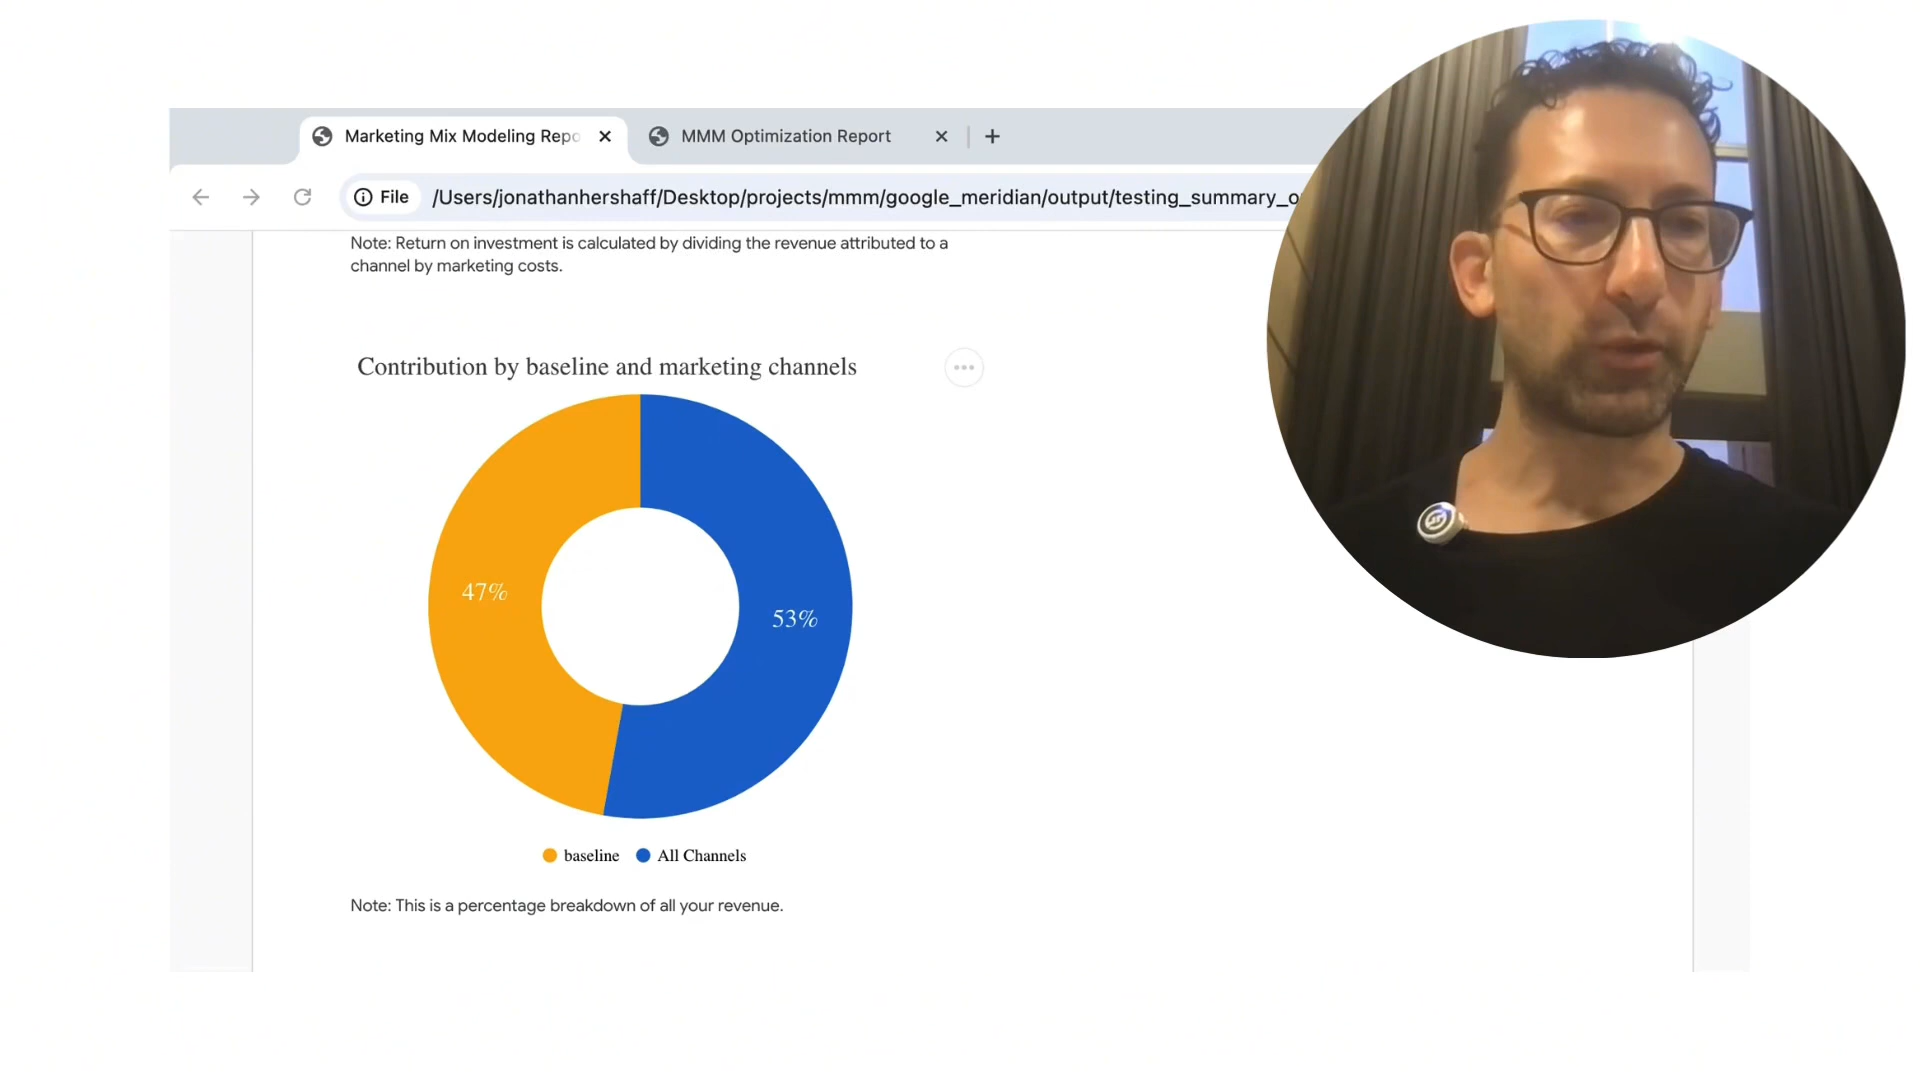 Marketing Mix Modeling Repo
MMM Optimization Report
File
/Users/jonathanhershaff/Desktop/projects/mmm/google_meridian/output/testing_summary_o
Note: Return on investment is calculated by dividing the revenue attributed to a
channel by marketing costs.
Contribution by baseline and marketing channels
47%
53%
baseline
All Channels
Note: This is a percentage breakdown of all your revenue.